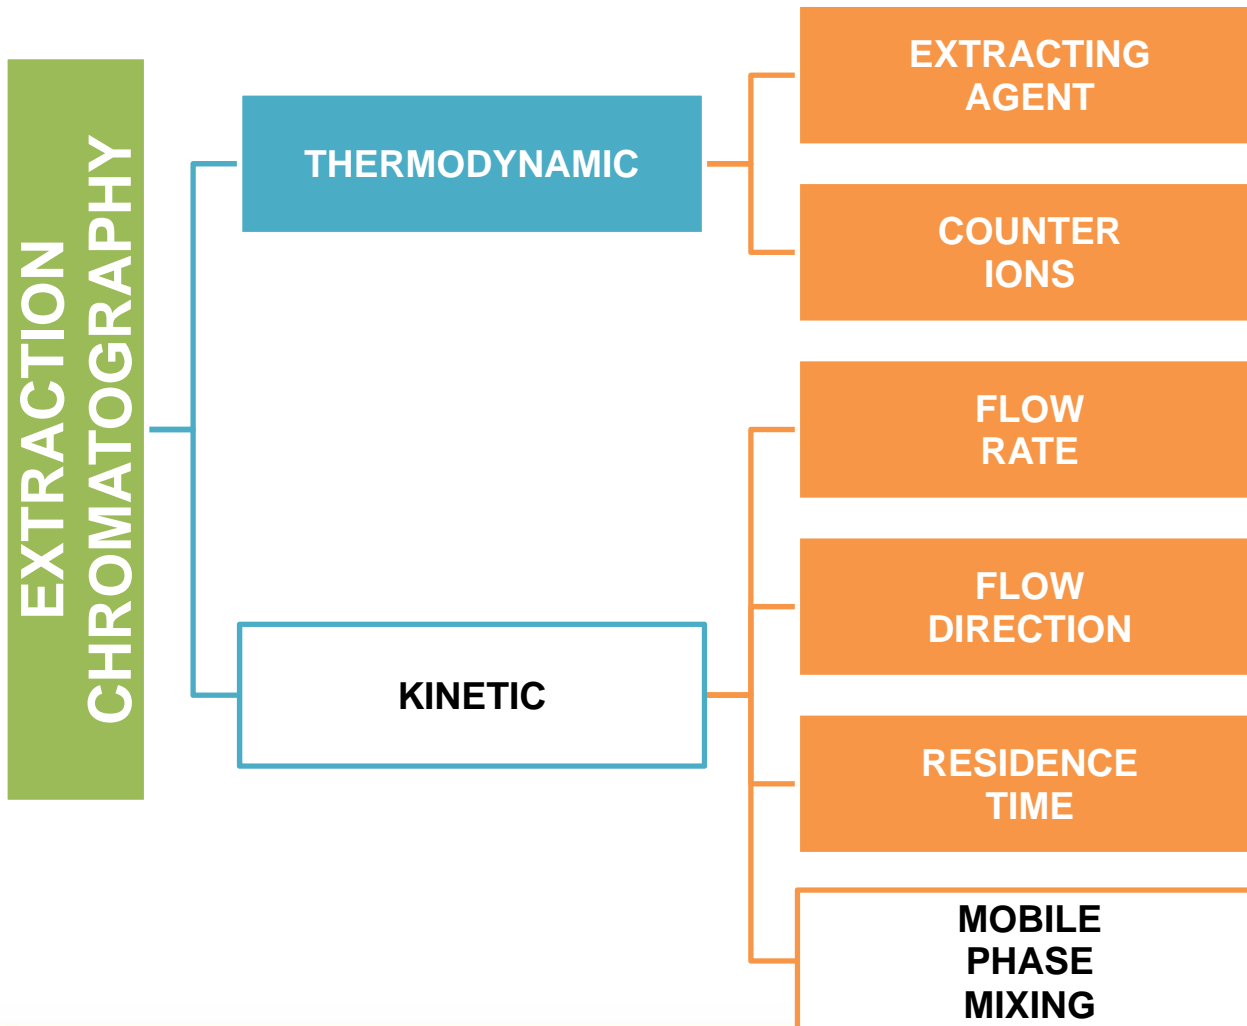 EXTRACTION
CHROMATOGRAPHY
THERMODYNAMIC
EXTRACTING
AGENT
COUNTER
IONS
KINETIC
FLOW
RATE
FLOW
DIRECTION
RESIDENCE
TIME
MOBILE
PHASE
MIXING